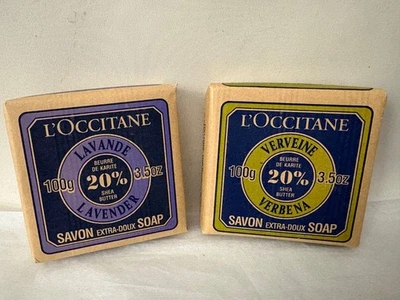 L'OCCITANE
LAVANDE
BEURRE
DE KARITE
100g 20% 3.5oz
SHEA
BUTTER
LAVENDER
SAVON EXTRA-DOUX SOAP
L'OCCITANE
VERVEINE
BEURRE
DE KARITE
100g 20% 3.5oz
SHEA
BUTTER
VERBENA
SAVON EXTRA-DOUX SOAP